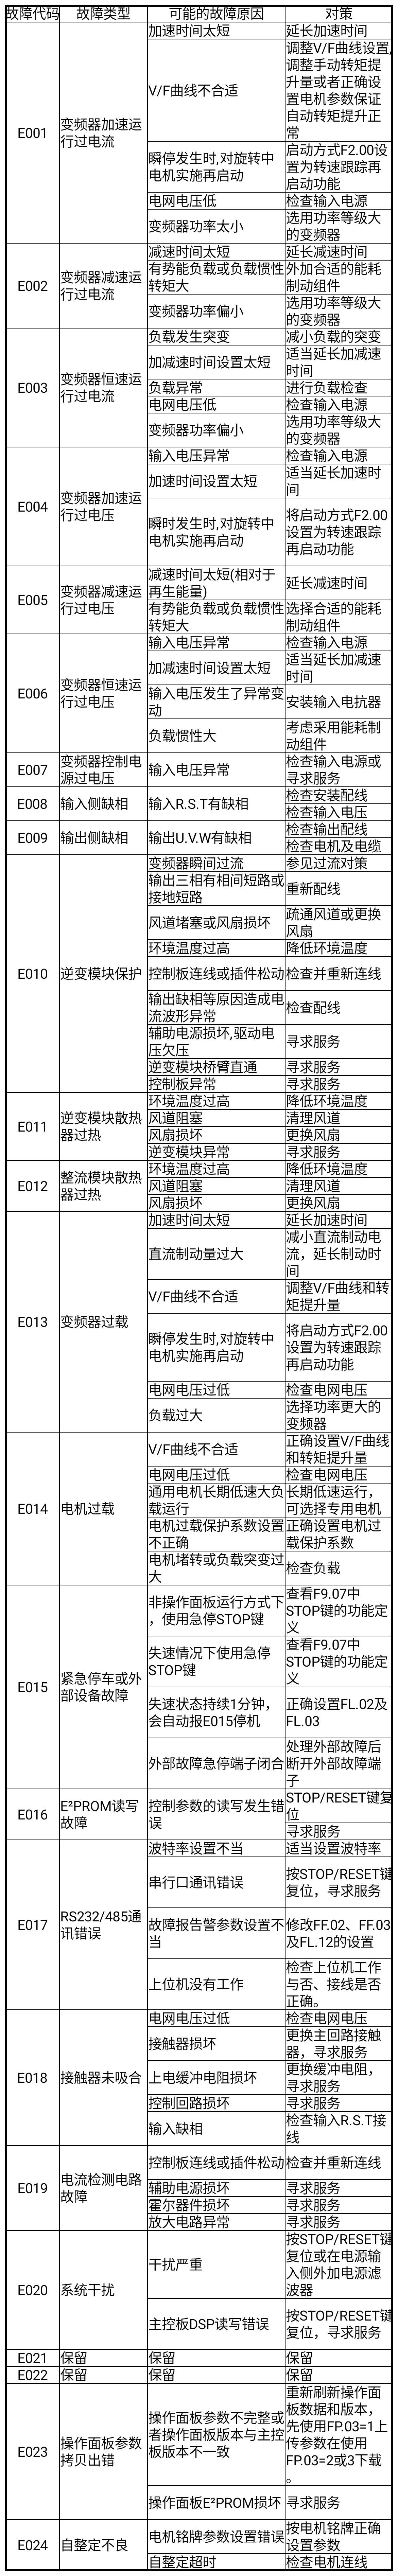 故障代码 故障类型 可能的故障原因 对策
E001 变频器加速运
行过电流
加速时间太短 延长加速时间
V/F曲线不合适
调整V/F曲线设置,
调整手动转矩提
升量或者正确设
置电机参数保证
自动转矩提升正
常
瞬停发生时,对旋转中
电机实施再启动
启动方式F2.00设
置为转速跟踪再
启动功能
电网电压低 检查输入电源
变频器功率太小
选用功率等级大
的变频器
E002 变频器减速运
行过电流
减速时间太短 延长减速时间
有势能负载或负载惯性
转矩大
外加合适的能耗
制动组件
变频器功率偏小
选用功率等级大
的变频器
E003 变频器恒速运
行过电流
负载发生突变 减小负载的突变
加减速时间设置太短
适当延长加减速
时间
负载异常 进行负载检查
电网电压低 检查输入电源
变频器功率偏小
选用功率等级大
的变频器
E004 变频器加速运
行过电压
输入电压异常 检查输入电源
加速时间设置太短
适当延长加速时
间
瞬时发生时,对旋转中
电机实施再启动
将启动方式F2.00
设置为转速跟踪
再启动功能
E005 变频器减速运
行过电压
减速时间太短(相对于
再生能量)
延长减速时间
有势能负载或负载惯性
转矩大
选择合适的能耗
制动组件
E006 变频器恒速运
行过电压
输入电压异常 检查输入电源
加减速时间设置太短
适当延长加减速
时间
输入电压发生了异常变
动
安装输入电抗器
负载惯性大
考虑采用能耗制
动组件
E007 变频器控制电
源过电压
输入电压异常
检查输入电源或
寻求服务
E008 输入侧缺相 输入R.S.T有缺相
检查安装配线
检查输入电压
E009 输出侧缺相 输出U.V.W有缺相
检查输出配线
检查电机及电缆
E010 逆变模块保护
变频器瞬间过流 参见过流对策
输出三相有相间短路或
接地短路
重新配线
风道堵塞或风扇损坏
疏通风道或更换
风扇
环境温度过高 降低环境温度
控制板连线或插件松动 检查并重新连线
输出缺相等原因造成电
流波形异常
检查配线
辅助电源损坏,驱动电
压欠压
寻求服务
逆变模块桥臂直通 寻求服务
控制板异常 寻求服务
E011 逆变模块散热
器过热
环境温度过高 降低环境温度
风道阻塞 清理风道
风扇损坏 更换风扇
逆变模块异常 寻求服务
E012 整流模块散热
器过热
环境温度过高 降低环境温度
风道阻塞 清理风道
风扇损坏 更换风扇
E013 变频器过载
加速时间太短 延长加速时间
直流制动量过大
减小直流制动电
流，延长制动时
间
V/F曲线不合适
调整V/F曲线和转
矩提升量
瞬停发生时,对旋转中
电机实施再启动
将启动方式F2.00
设置为转速跟踪
再启动功能
电网电压过低 检查电网电压
负载过大
选择功率更大的
变频器
E014 电机过载
V/F曲线不合适
正确设置V/F曲线
和转矩提升量
电网电压过低 检查电网电压
通用电机长期低速大负
载运行
长期低速运行，
可选择专用电机
电机过载保护系数设置
不正确
正确设置电机过
载保护系数
电机堵转或负载突变过
大
检查负载
E015 紧急停车或外
部设备故障
非操作面板运行方式下
，使用急停STOP键
查看F9.07中
STOP键的功能定
义
失速情况下使用急停
STOP键
查看F9.07中
STOP键的功能定
义
失速状态持续1分钟，
会自动报E015停机
正确设置FL.02及
FL.03
外部故障急停端子闭合
处理外部故障后
断开外部故障端
子
E016 E²PROM读写
故障
控制参数的读写发生错
误
STOP/RESET键复
位
寻求服务
E017 RS232/485通
讯错误
波特率设置不当 适当设置波特率
串行口通讯错误
按STOP/RESET键
复位，寻求服务
故障报告警参数设置不
当
修改FF.02、FF.03
及FL.12的设置
上位机没有工作
检查上位机工作
与否、接线是否
正确。
E018 接触器未吸合
电网电压过低 检查电网电压
接触器损坏
更换主回路接触
器，寻求服务
上电缓冲电阻损坏
更换缓冲电阻，
寻求服务
控制回路损坏 寻求服务
输入缺相
检查输入R.S.T接
线
E019 电流检测电路
故障
控制板连线或插件松动 检查并重新连线
辅助电源损坏 寻求服务
霍尔器件损坏 寻求服务
放大电路异常 寻求服务
E020 系统干扰
干扰严重
按STOP/RESET键
复位或在电源输
入侧外加电源滤
波器
主控板DSP读写错误
按STOP/RESET键
复位，寻求服务
E021 保留 保留 保留
E022 保留 保留 保留
E023 操作面板参数
拷贝出错
操作面板参数不完整或
者操作面板版本与主控
板版本不一致
重新刷新操作面
板数据和版本，
先使用FP.03=1上
传参数在使用
FP.03=2或3下载
。
操作面板E²PROM损坏 寻求服务
E024 自整定不良
电机铭牌参数设置错误
按电机铭牌正确
设置参数
自整定超时 检查电机连线